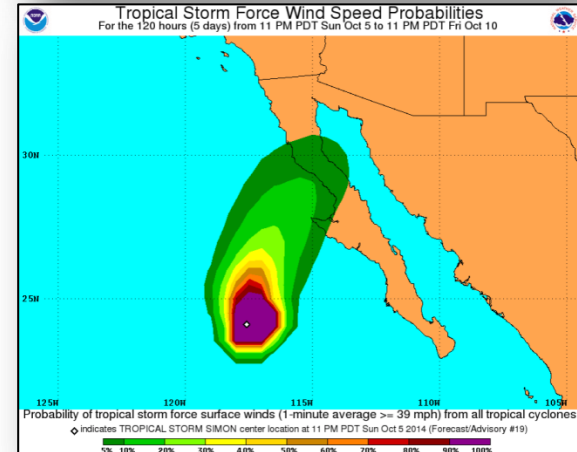 Tropical Storm Force Wind Speed Probabilities
For the 120 hours (5 days) from 11 PM PDT Sun Oct 5 to 11 PM PDT Fri Oct 10
30N
25N
125W 120W 115W 110W 105W
Probability of tropical storm force surface winds (1-minute average >= 39 mph) from all tropical cyclones
indicates TROPICAL STORM SIMON center location at 11 PM PDT Sun Oct 5 2014 (Forecast/Advisory #19)
5% 10% 20% 30% 40% 50% 60% 70% 80% 90% 100%